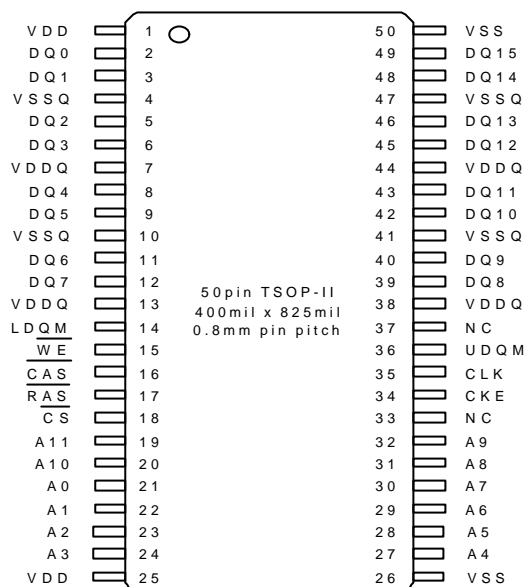 VDD 1 50 VSS
DQ0 2 49 DQ15
DQ1 3 48 DQ14
VSSQ 4 47 VSSQ
DQ2 5 46 DQ13
DQ3 6 45 DQ12
VDDQ 7 44 VDDQ
DQ4 8 43 DQ11
DQ5 9 42 DQ10
VSSQ 10 41 VSSQ
DQ6 11 40 DQ9
DQ7 12 39 DQ8
VDDQ 13 38 VDDQ
LDQM 14 37 NC
WE 15 36 UDQM
CAS 16 35 CLK
RAS 17 34 CKE
CS 18 33 NC
A11 19 32 A9
A10 20 31 A8
A0 21 30 A7
A1 22 29 A6
A2 23 28 A5
A3 24 27 A4
VDD 25 26 VSS
50pin TSOP-II
400mil x 825mil
0.8mm pin pitch